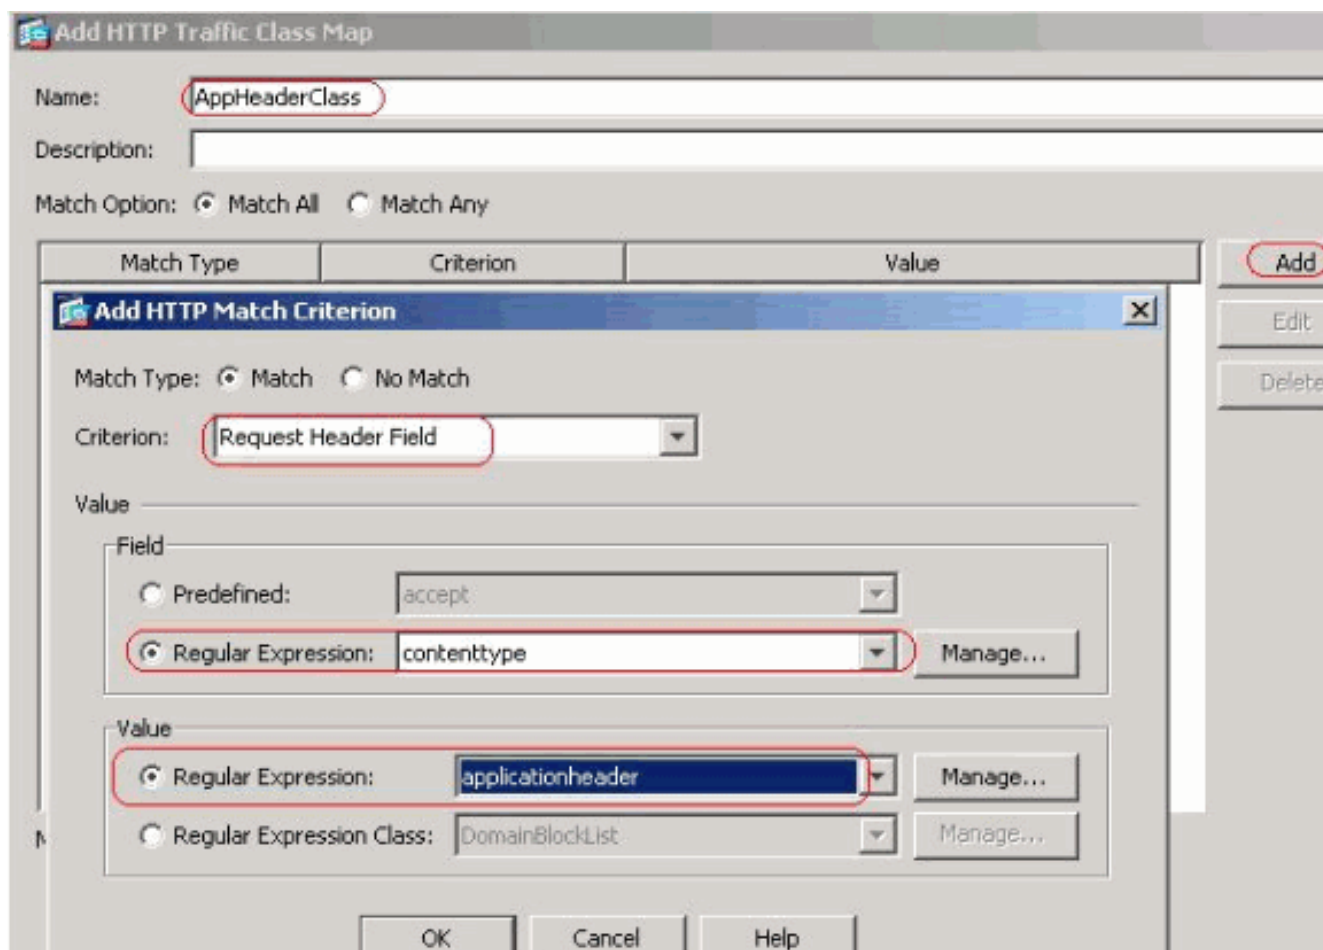 Add HTTP Traffic Class Map
Name: AppHeaderClass
Description:
Match Option: Match All Match Any
Match Type Criterion Value Add
Add HTTP Match Criterion
Edit
Match Type: Match No Match
Delete
Criterion: Request Header Field
Value
Field
Predefined: accept
Regular Expression: contenttype Manage...
Value
Regular Expression: applicationheader Manage...
Regular Expression Class: DomainBlockList Manage...
OK Cancel Help